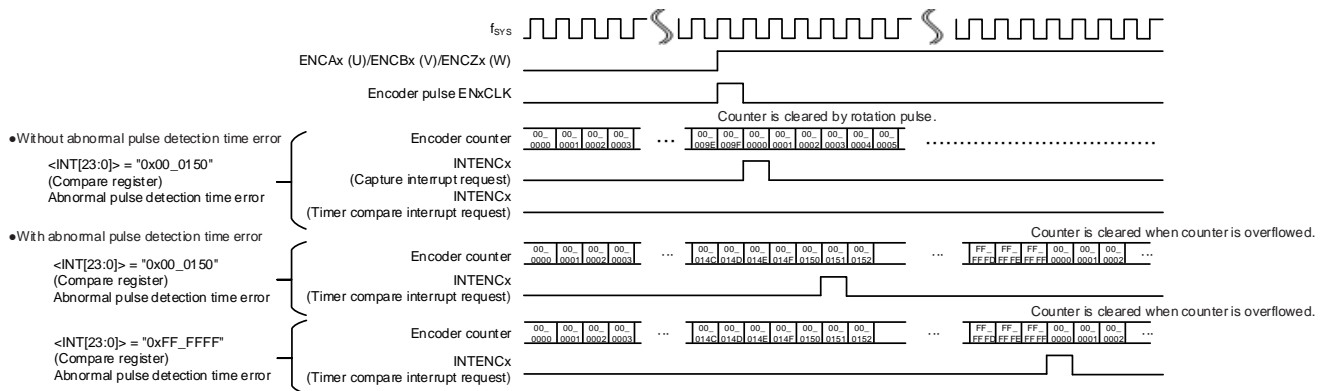 fSYS
ENCAx (U)/ENCBx (V)/ENCZx (W)
Encoder pulse ENxCLK
Counter is cleared by rotation pulse.
●Without abnormal pulse detection time error
Encoder counter
00_0000 00_0001 00_0002 00_0003 ... 00_009E 00_009F 00_0000 00_0001 00_0002 00_0003 00_0004 00_0005
<INT[23:0]> = "0x00_0150"
(Compare register)
Abnormal pulse detection time error
INTENCx
(Capture interrupt request)
INTENCx
(Timer compare interrupt request)
●With abnormal pulse detection time error
Counter is cleared when counter is overflowed.
Encoder counter
00_0000 00_0001 00_0002 00_0003 ... 00_014C 00_014D 00_014E 00_014F 00_0150 00_0151 00_0152 ... FF_FFFD FF_FFFE FF_FFFF 00_0000 00_0001 00_0002 ...
<INT[23:0]> = "0x00_0150"
(Compare register)
Abnormal pulse detection time error
INTENCx
(Timer compare interrupt request)
Counter is cleared when counter is overflowed.
Encoder counter
00_0000 00_0001 00_0002 00_0003 ... 00_014C 00_014D 00_014E 00_014F 00_0150 00_0151 00_0152 ... FF_FFFD FF_FFFE FF_FFFF 00_0000 00_0001 00_0002 ...
<INT[23:0]> = "0xFF_FFFF"
(Compare register)
Abnormal pulse detection time error
INTENCx
(Timer compare interrupt request)